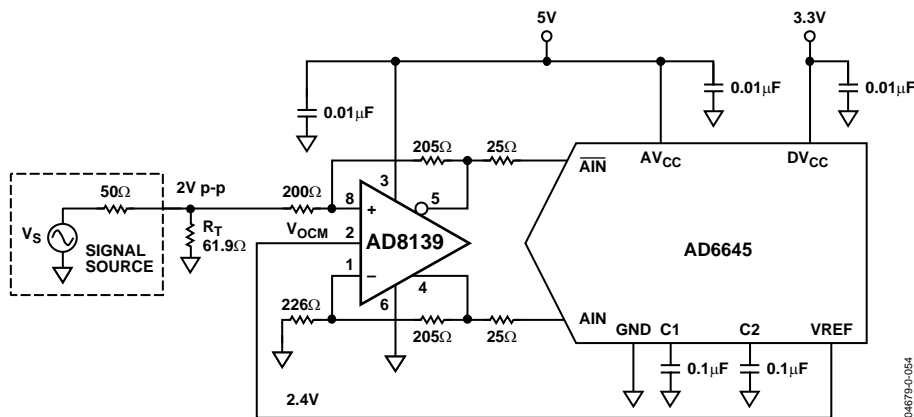 5V
3.3V
0.01μF
0.01μF
0.01μF
205Ω
25Ω
AIN
AVCC
DVCC
50Ω
2V p-p
200Ω
3
5
8
+
VS
SIGNAL
SOURCE
RT
61.9Ω
VOCM
2
AD8139
AD6645
1
–
4
6
226Ω
205Ω
25Ω
AIN
GND
C1
C2
VREF
0.1μF
0.1μF
2.4V
04679-0-054